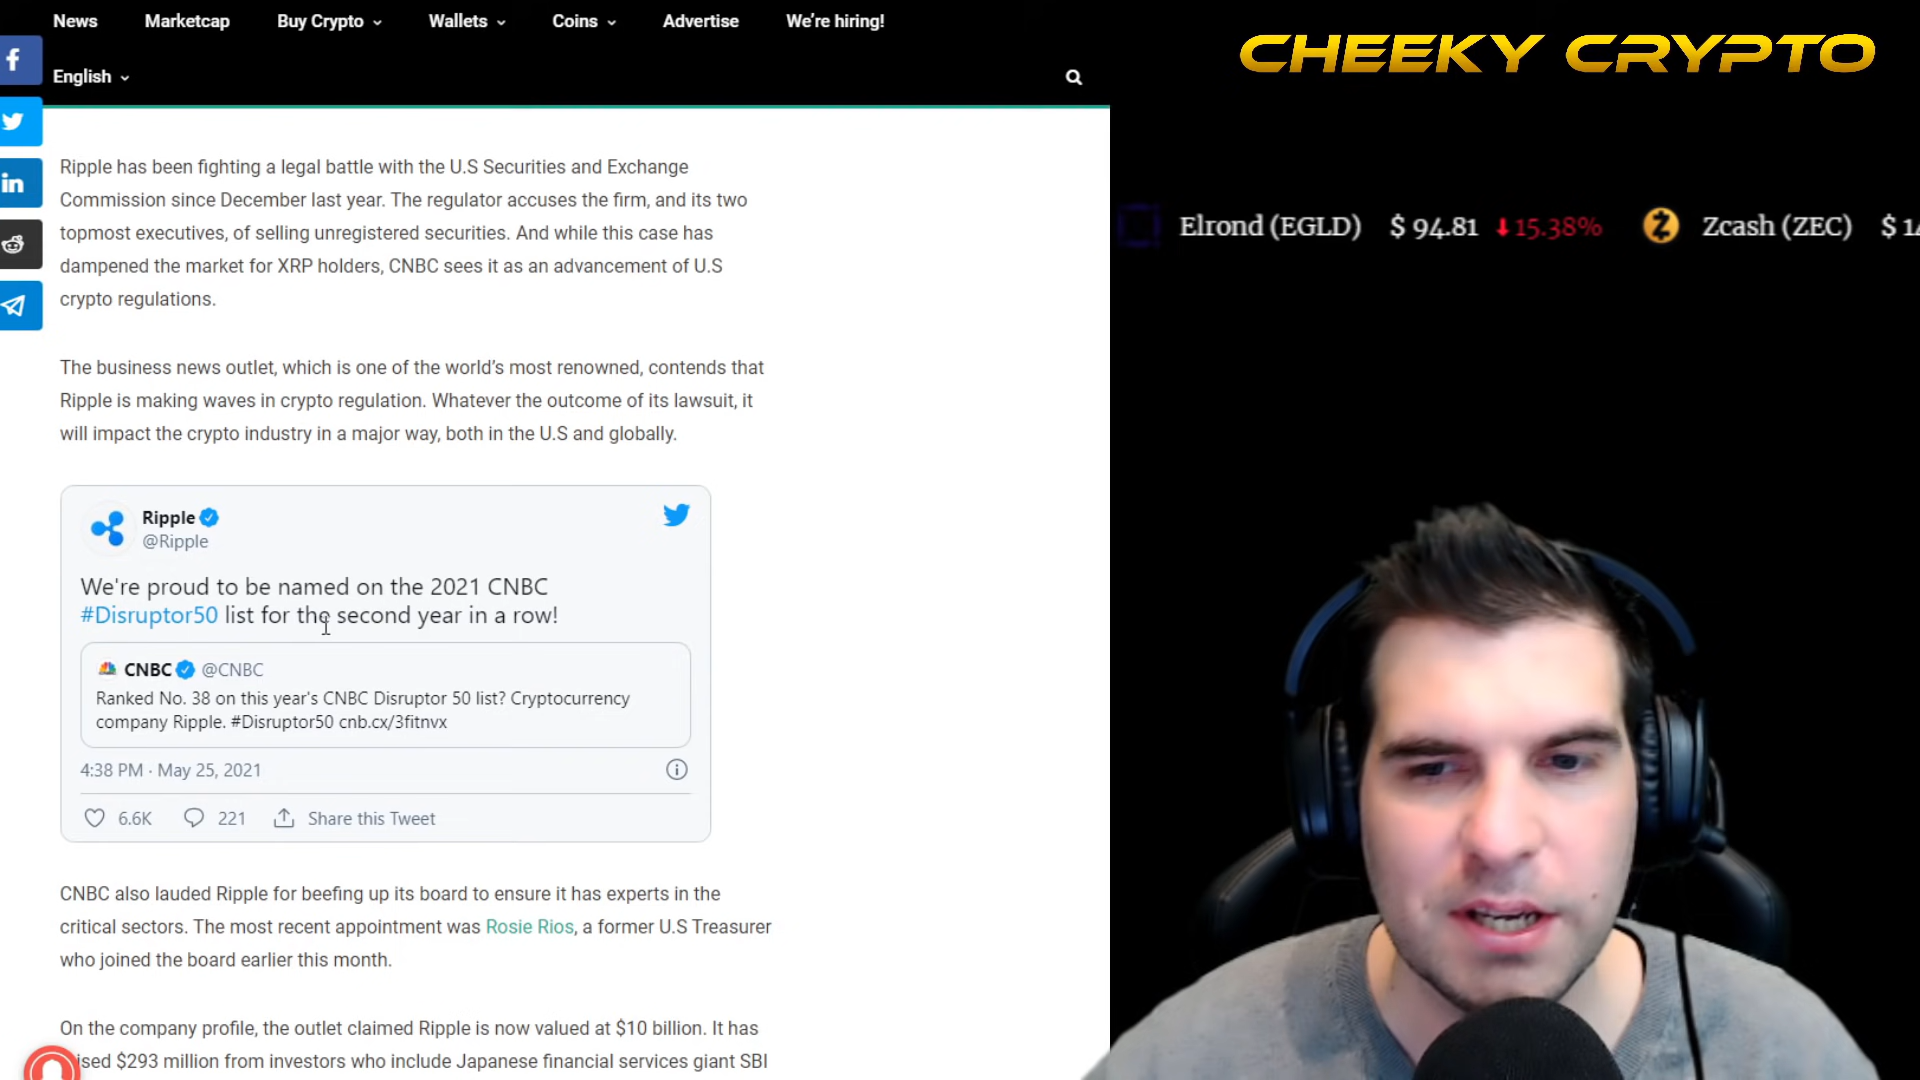 News Marketcap Buy Crypto Wallets Coins Advertise We're hiring!
English
CHEEKY CRYPTO
Elrond (EGLD) $ 94.81 15.38% Zcash (ZEC) $
Ripple has been fighting a legal battle with the U.S Securities and Exchange
Commission since December last year. The regulator accuses the firm, and its two
topmost executives, of selling unregistered securities. And while this case has
dampened the market for XRP holders, CNBC sees it as an advancement of U.S
crypto regulations.
The business news outlet, which is one of the world's most renowned, contends that
Ripple is making waves in crypto regulation. Whatever the outcome of its lawsuit, it
will impact the crypto industry in a major way, both in the U.S and globally.
Ripple
@Ripple
We're proud to be named on the 2021 CNBC
#Disruptor50 list for the second year in a row!
CNBC @CNBC
Ranked No. 38 on this year's CNBC Disruptor 50 list? Cryptocurrency
company Ripple. #Disruptor50 cnb.cx/3fitnvx
4:38 PM · May 25, 2021
6.6K 221 Share this Tweet
CNBC also lauded Ripple for beefing up its board to ensure it has experts in the
critical sectors. The most recent appointment was Rosie Rios, a former U.S Treasurer
who joined the board earlier this month.
On the company profile, the outlet claimed Ripple is now valued at $10 billion. It has
$293 million from investors who include Japanese financial services giant SBI